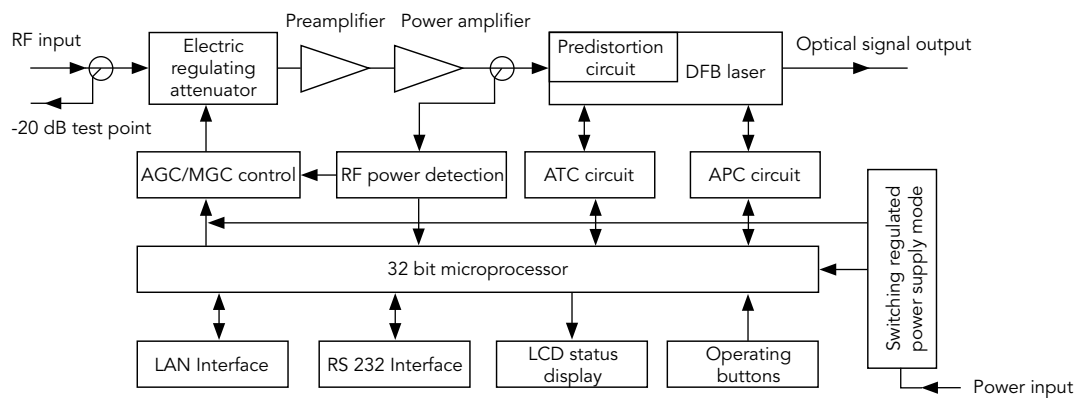 Preamplifier
Power amplifier
RF input
Electric
regulating
attenuator
Predistortion
circuit
DFB laser
Optical signal output
-20 dB test point
AGC/MGC control
RF power detection
ATC circuit
APC circuit
Switching regulated
power supply mode
32 bit microprocessor
LAN Interface
RS 232 Interface
LCD status
display
Operating
buttons
Power input